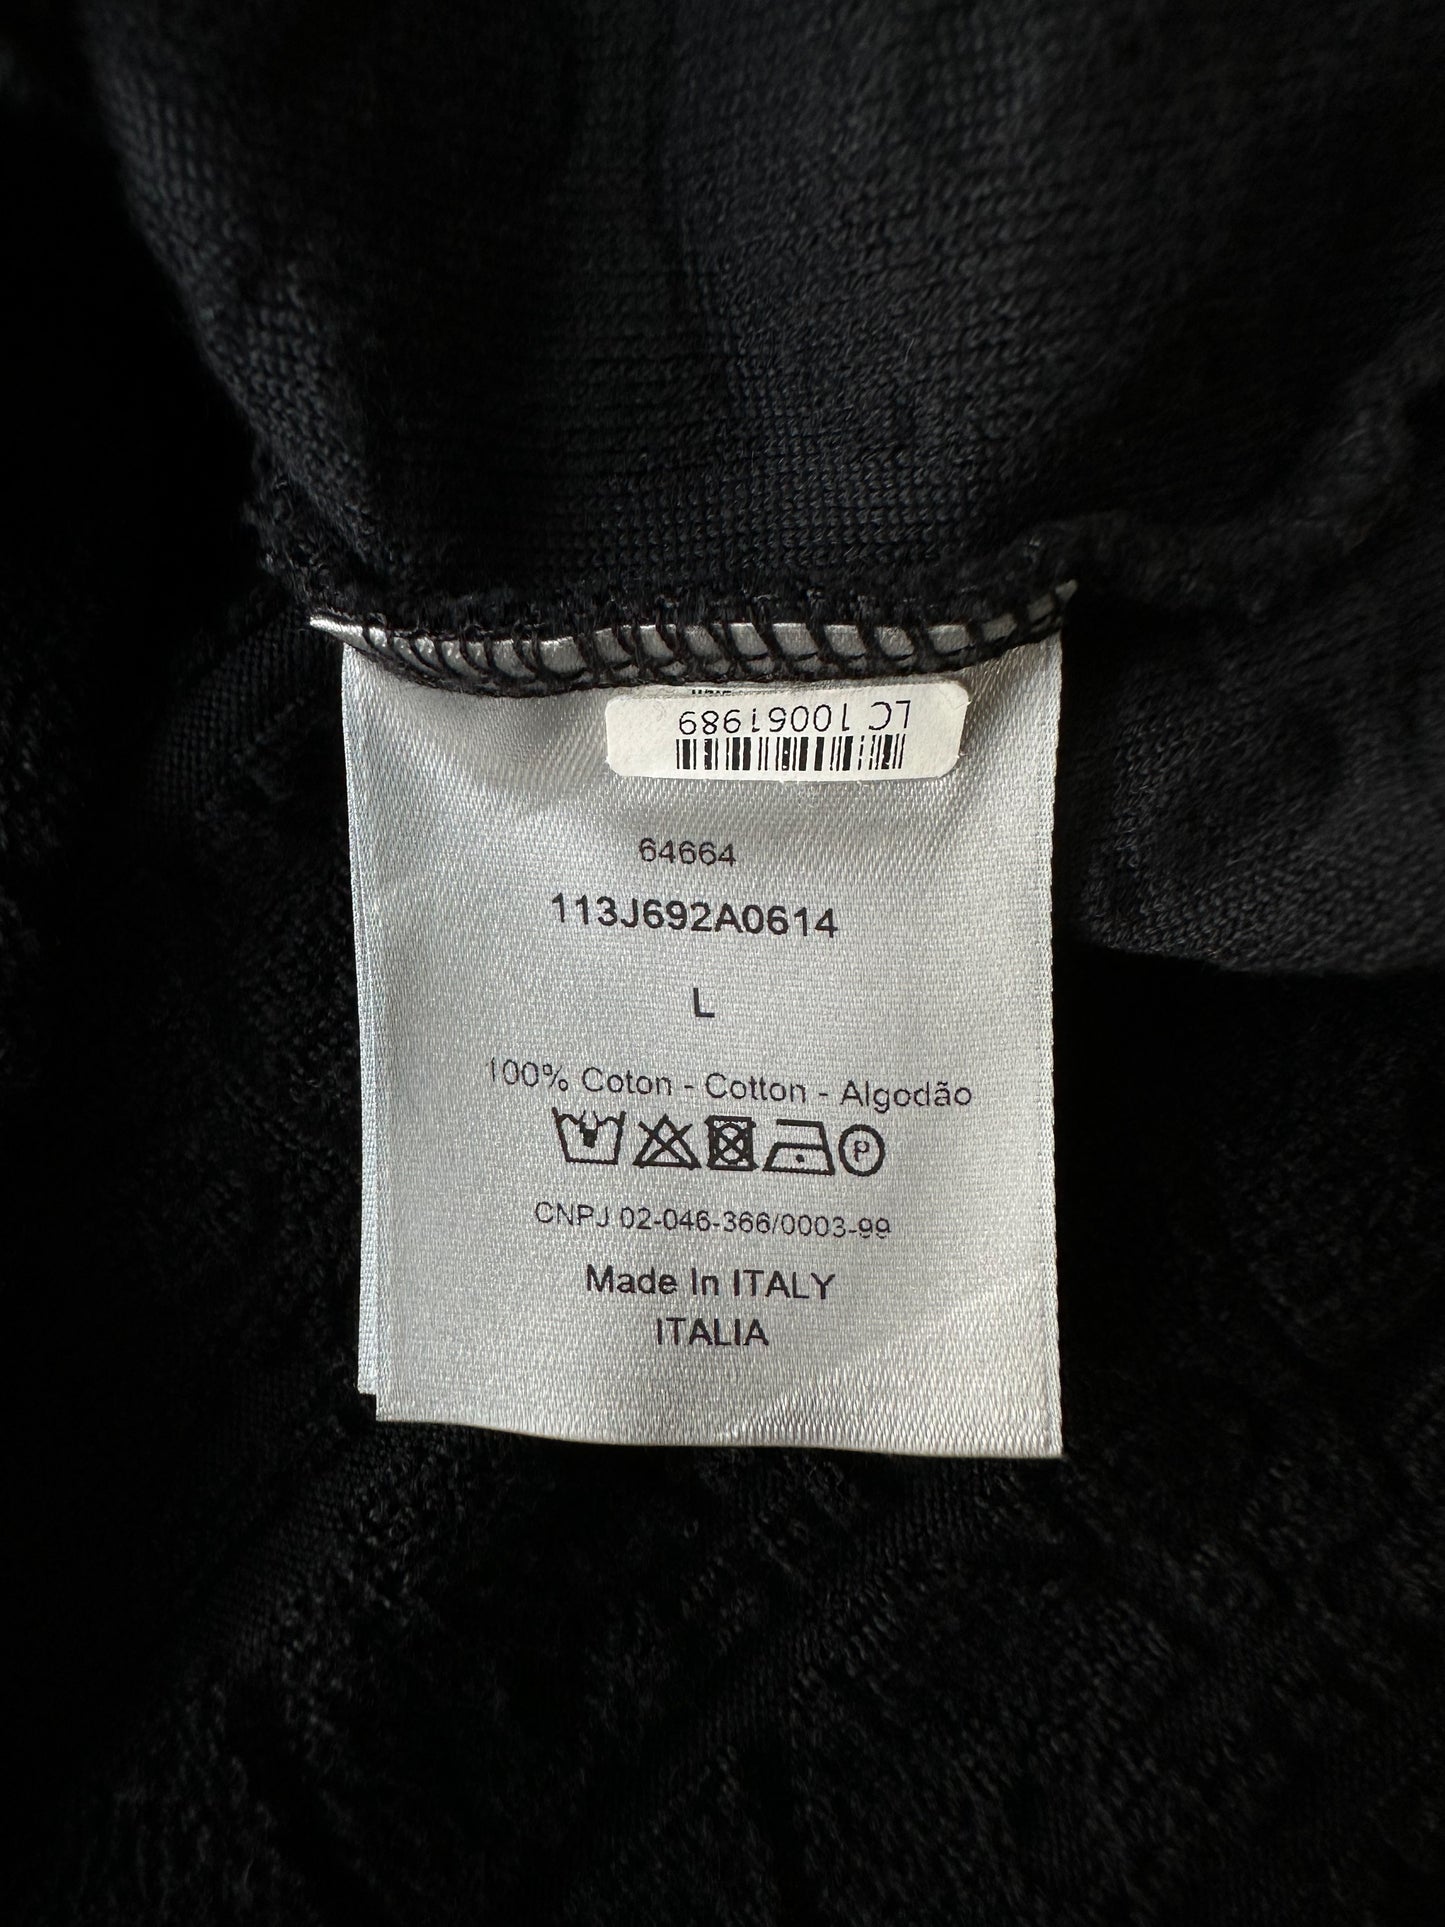 LC 10061989
64664
113J692A0614
L
100% Coton - Cotton - Algodão
P
CNPJ 02-046-366/0003-99
Made In ITALY
ITALIA